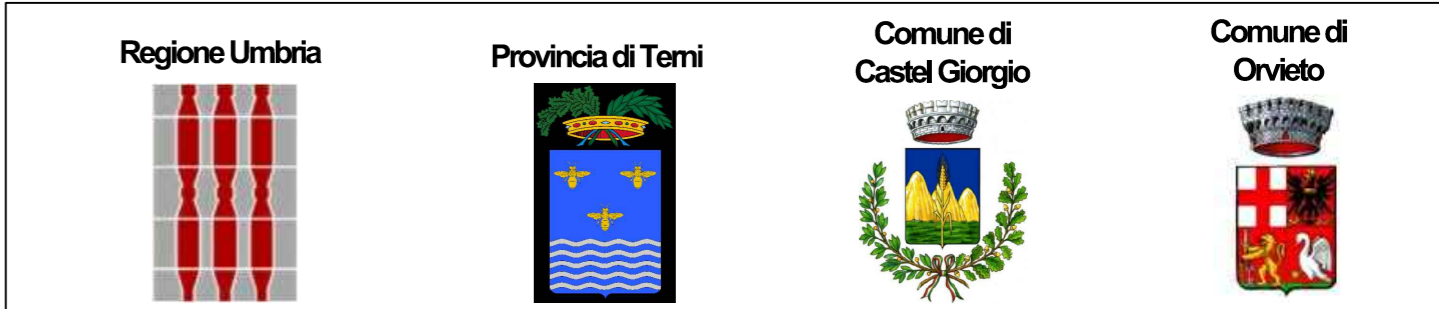 Regione Umbria
Provincia di Terni
Comune di
Castel Giorgio
Comune di
Orvieto